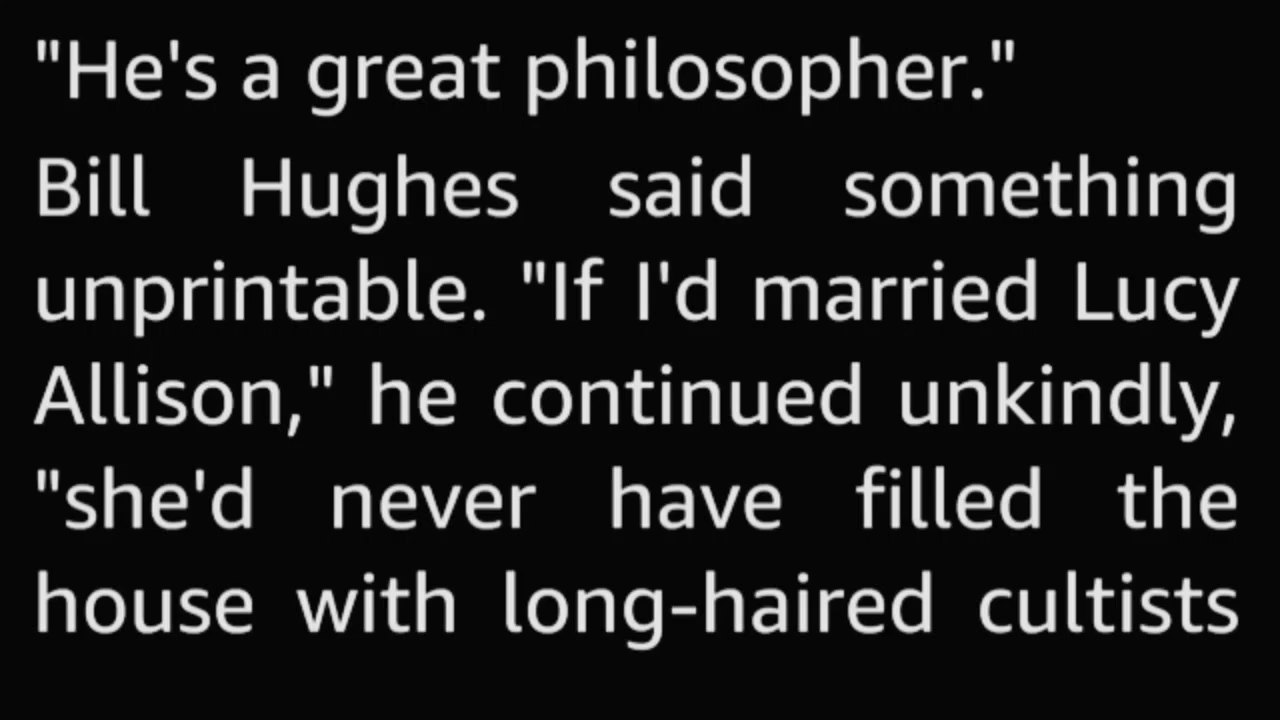 "He's a great philosopher."
Bill Hughes said something
unprintable. "If I'd married Lucy
Allison," he continued unkindly,
"she'd never have filled the
house with long-haired cultists